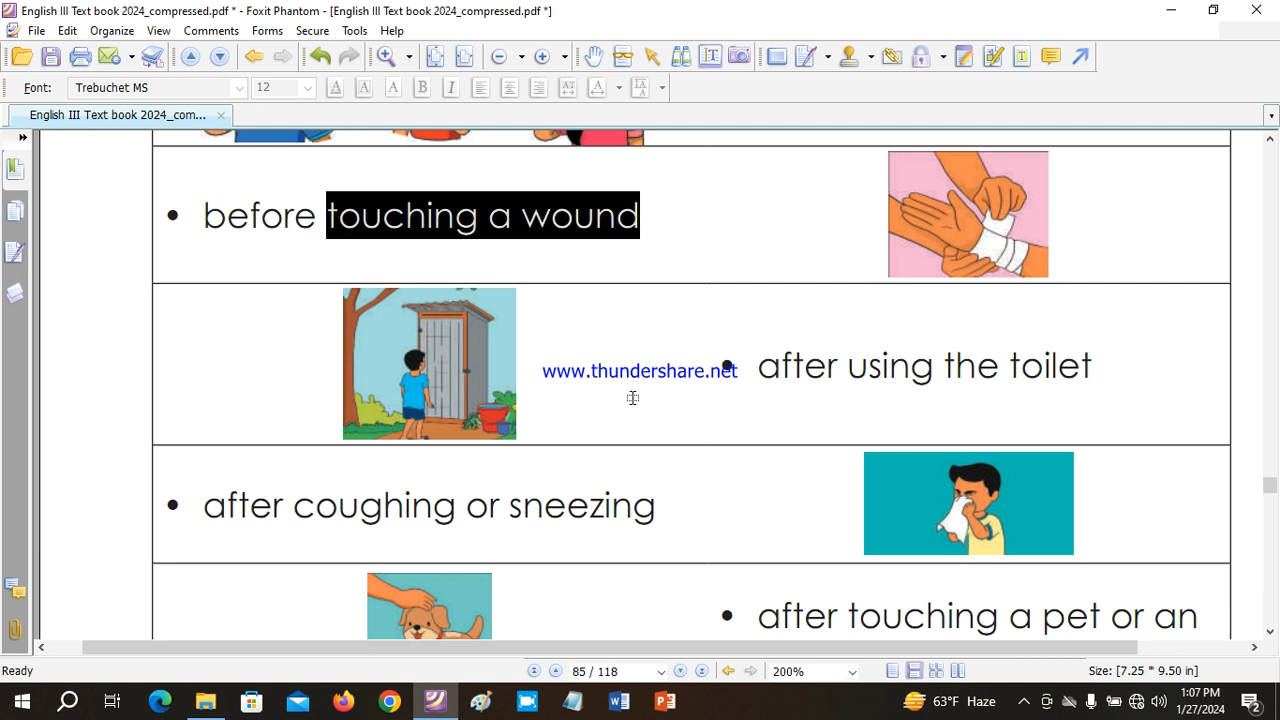 English III Text book 2024_compressed.pdf * - Foxit Phantom - [English III Text book 2024_compressed.pdf *]
File Edit Organize View Comments Forms Secure Tools Help
Font: Trebuchet MS 12
English III Text book 2024_com...
• before touching a wound
www.thundershare.net
• after using the toilet
• after coughing or sneezing
• after touching a pet or an
Ready 85 / 118 200% Size: [7.25 * 9.50 in]
63°F Haze 1:07 PM
1/27/2024
2